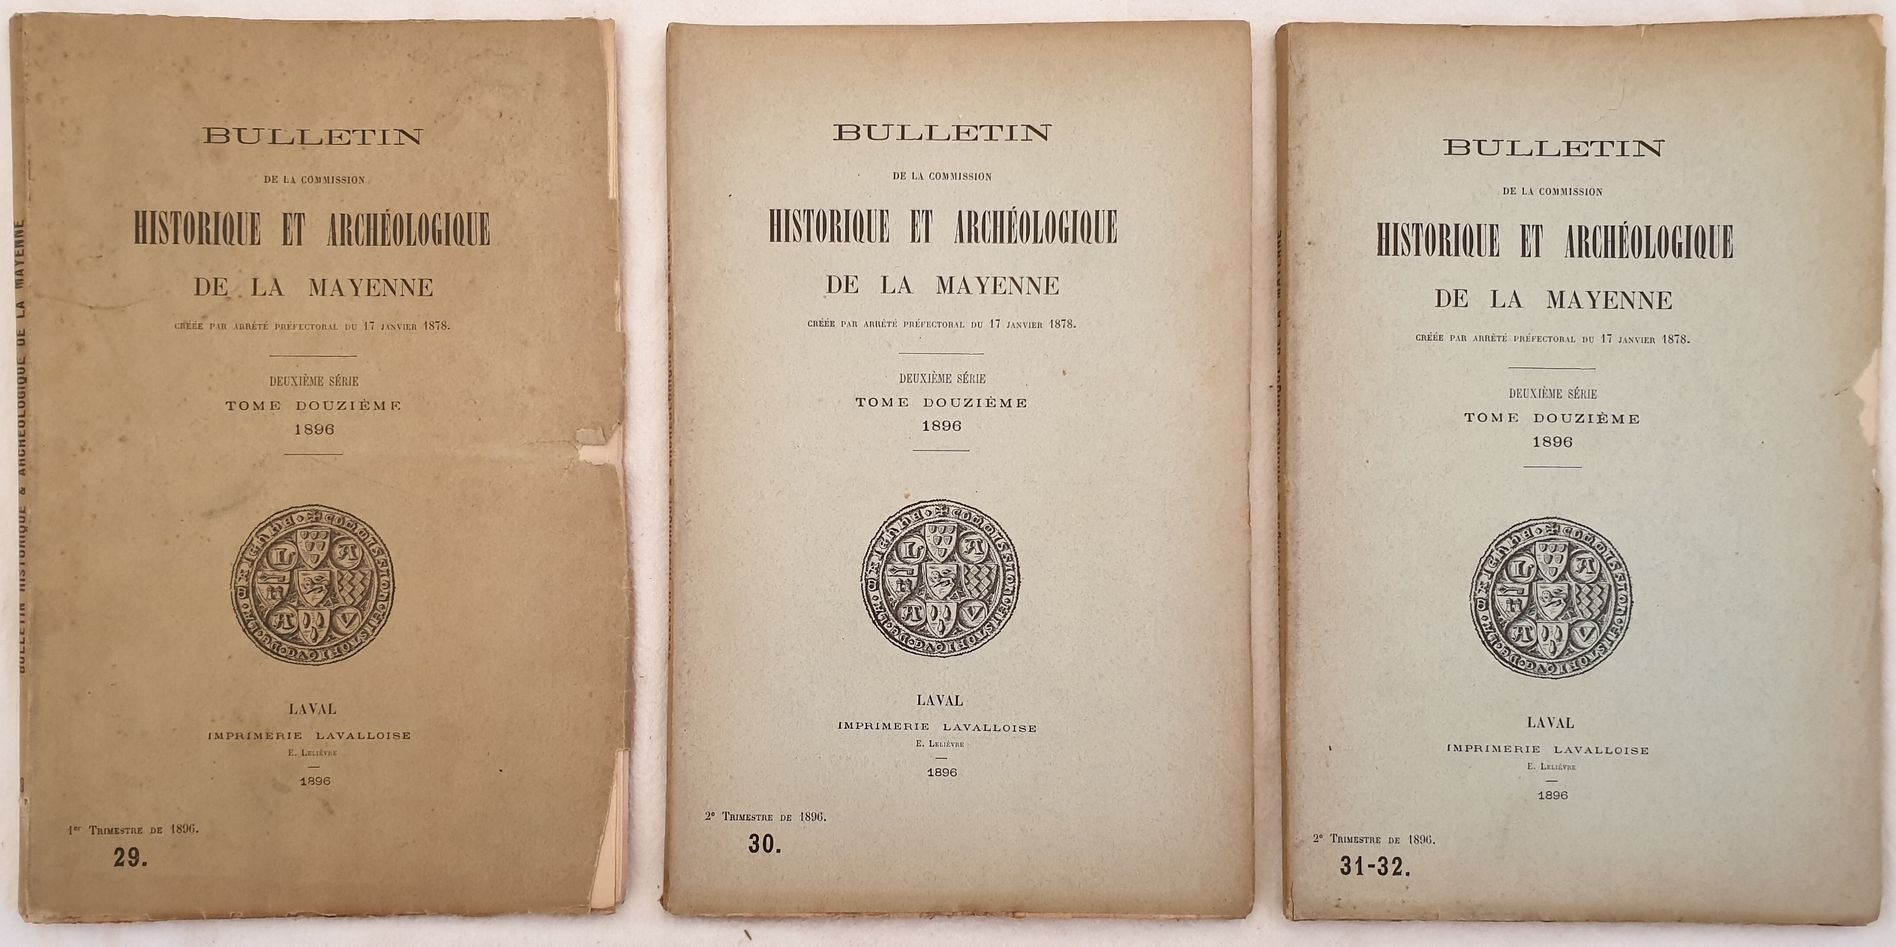 BULLETIN
DE LA COMMISSION
HISTORIQUE ET ARCHÉOLOGIQUE
DE LA MAYENNE
CRÉÉE PAR ARRÊTÉ PRÉFECTORAL DU 17 JANVIER 1878.
DEUXIÈME SÉRIE
TOME DOUZIÈME
1896
L A
A V
LAVAL
IMPRIMERIE LAVALLOISE
E. LELIÈVRE
1896
1er TRIMESTRE DE 1896.
29.
BULLETIN HISTORIQUE & ARCHÉOLOGIQUE DE LA MAYENNE
BULLETIN
DE LA COMMISSION
HISTORIQUE ET ARCHÉOLOGIQUE
DE LA MAYENNE
CRÉÉE PAR ARRÊTÉ PRÉFECTORAL DU 17 JANVIER 1878.
DEUXIÈME SÉRIE
TOME DOUZIÈME
1896
L A
A V
LAVAL
IMPRIMERIE LAVALLOISE
E. LELIÈVRE
1896
2e TRIMESTRE DE 1896.
30.
BULLETIN
DE LA COMMISSION
HISTORIQUE ET ARCHÉOLOGIQUE
DE LA MAYENNE
CRÉÉE PAR ARRÊTÉ PRÉFECTORAL DU 17 JANVIER 1878.
DEUXIÈME SÉRIE
TOME DOUZIÈME
1896
L A
A V
LAVAL
IMPRIMERIE LAVALLOISE
E. LELIÈVRE
1896
2e TRIMESTRE DE 1896.
31-32.